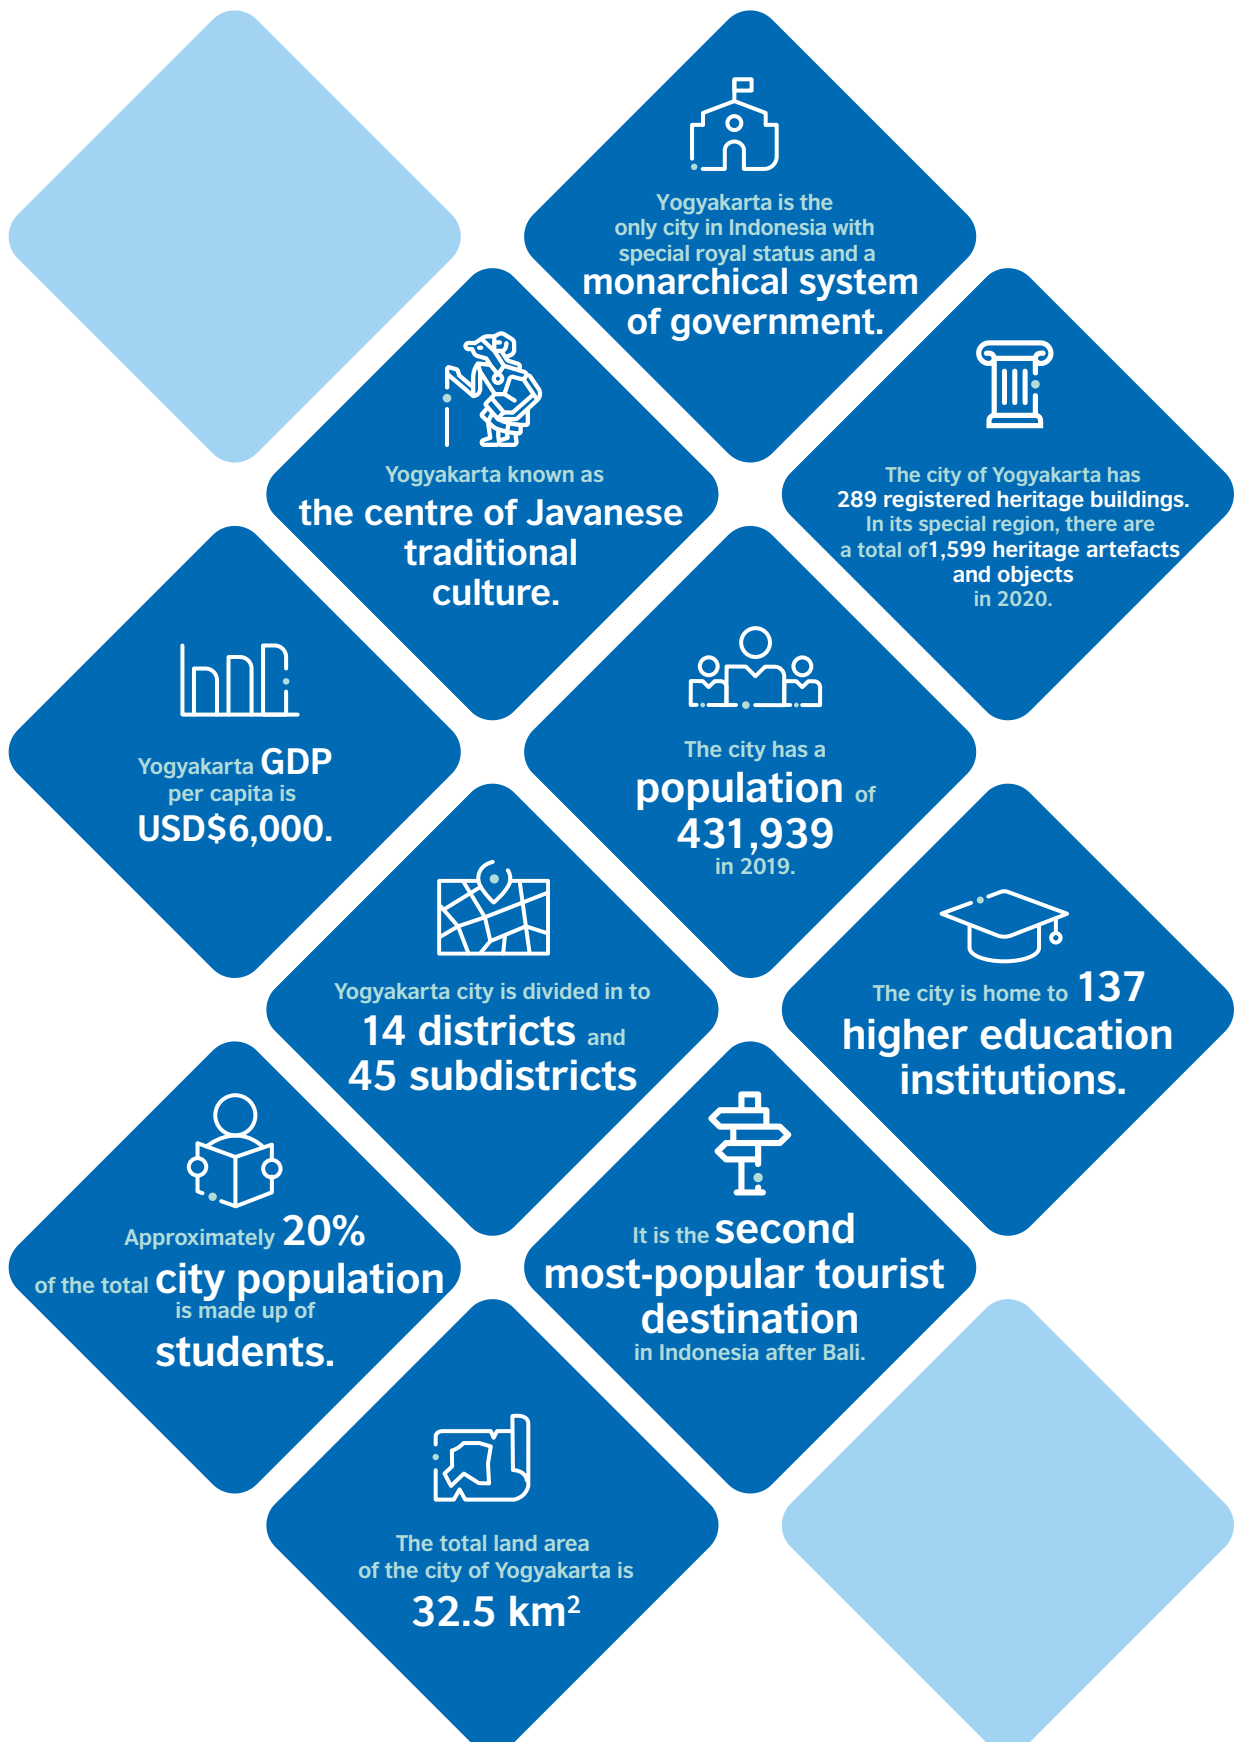 Yogyakarta is the
only city in Indonesia with
special royal status and a
monarchical system
of government.
Yogyakarta known as
the centre of Javanese
traditional
culture.
The city of Yogyakarta has
289 registered heritage buildings.
In its special region, there are
a total of1,599 heritage artefacts
and objects
in 2020.
Yogyakarta GDP
per capita is
USD$6,000.
The city has a
population of
431,939
in 2019.
Yogyakarta city is divided in to
14 districts and
45 subdistricts
The city is home to 137
higher education
institutions.
Approximately 20%
of the total city population
is made up of
students.
It is the second
most-popular tourist
destination
in Indonesia after Bali.
The total land area
of the city of Yogyakarta is
32.5 km²